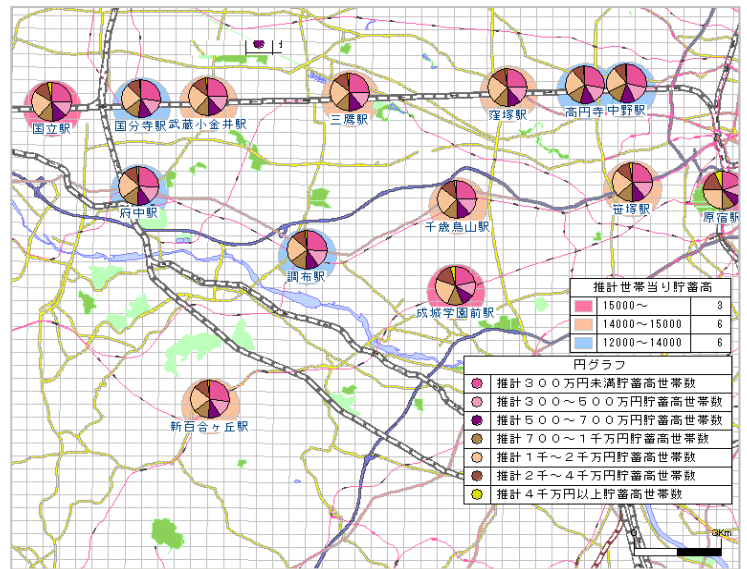 国立駅
国分寺駅
武蔵小金井駅
三鷹駅
窪塚駅
高円寺
中野駅
府中駅
千歳烏山駅
笹塚駅
原宿駅
調布駅
成城学園前駅
新百合ヶ丘駅
推計世帯当り貯蓄高
15000～ 3
14000～15000 6
12000～14000 6
円グラフ
推計３００万円未満貯蓄高世帯数
推計３００～５００万円貯蓄高世帯数
推計５００～７００万円貯蓄高世帯数
推計７００～１千万円貯蓄高世帯数
推計１千～２千万円貯蓄高世帯数
推計２千～４千万円貯蓄高世帯数
推計４千万円以上貯蓄高世帯数
0 3Km